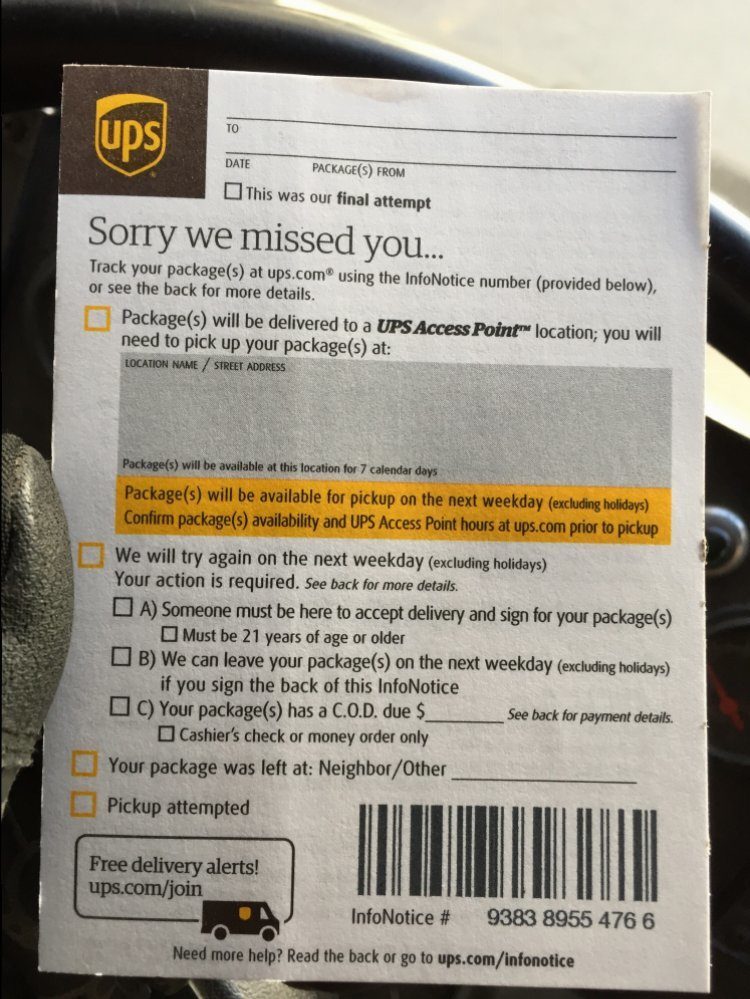 ups
TO
DATE PACKAGE(S) FROM
This was our final attempt
Sorry we missed you...
Track your package(s) at ups.com® using the InfoNotice number (provided below),
or see the back for more details.
Package(s) will be delivered to a UPS Access Point™ location; you will
need to pick up your package(s) at:
LOCATION NAME / STREET ADDRESS
Package(s) will be available at this location for 7 calendar days
Package(s) will be available for pickup on the next weekday (excluding holidays)
Confirm package(s) availability and UPS Access Point hours at ups.com prior to pickup
We will try again on the next weekday (excluding holidays)
Your action is required. See back for more details.
A) Someone must be here to accept delivery and sign for your package(s)
Must be 21 years of age or older
B) We can leave your package(s) on the next weekday (excluding holidays)
if you sign the back of this InfoNotice
C) Your package(s) has a C.O.D. due $________ See back for payment details.
Cashier's check or money order only
Your package was left at: Neighbor/Other ________
Pickup attempted
Free delivery alerts!
ups.com/join
InfoNotice # 9383 8955 476 6
Need more help? Read the back or go to ups.com/infonotice